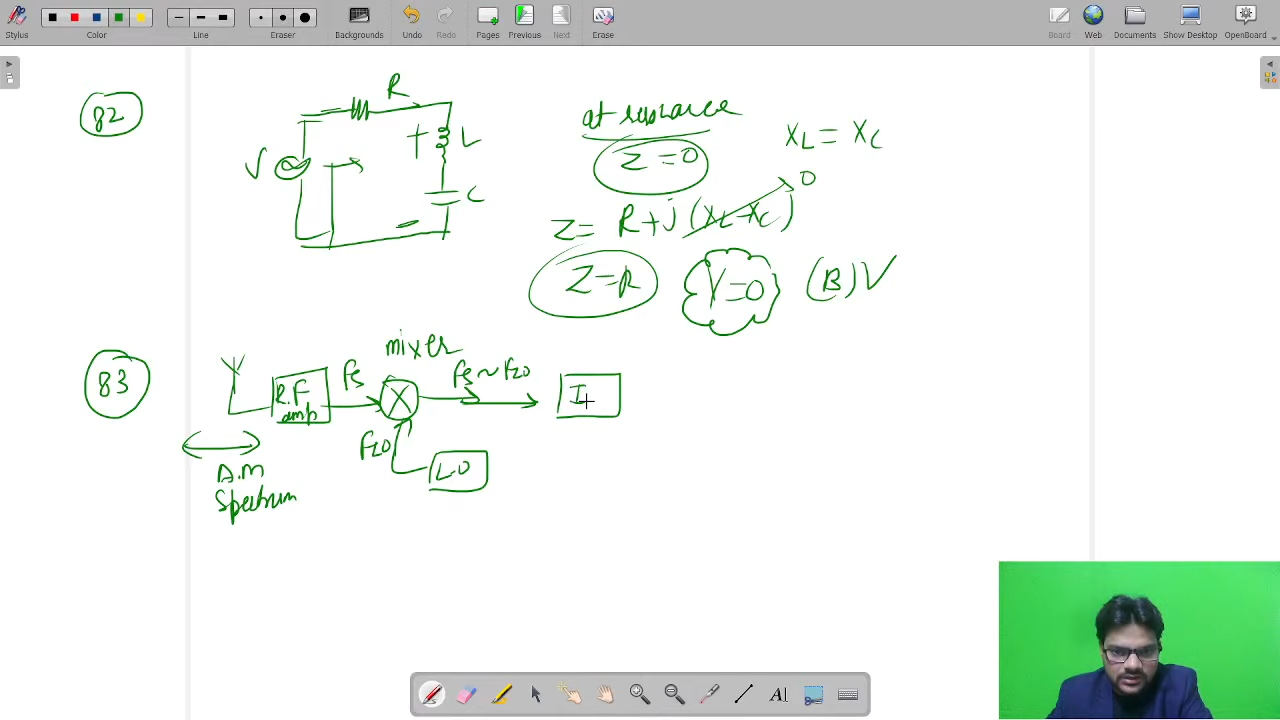 Stylus
Color
Line
Eraser
Backgrounds
Undo
Redo
Pages
Previous
Next
Erase
Board
Web
Documents
Show Desktop
OpenBoard
82
R
V
L
C
+
-
at resonance
Z = 0
XL = XC
Z = R + j (XL - XC) 0
Z = R
V = 0
(B) ✓
83
mixer
R.F amp
fs
X
fs ~ fLO
I
fLO
L.O
A.M
Spectrum
AI